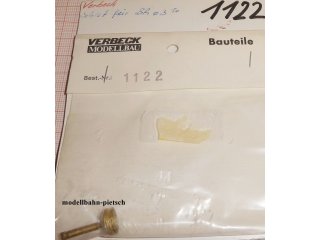 Verbeck
1122
VERBECK
MODELLBAU
Bauteile
Best.-Nr.:
1122
modellbahn-pietsch